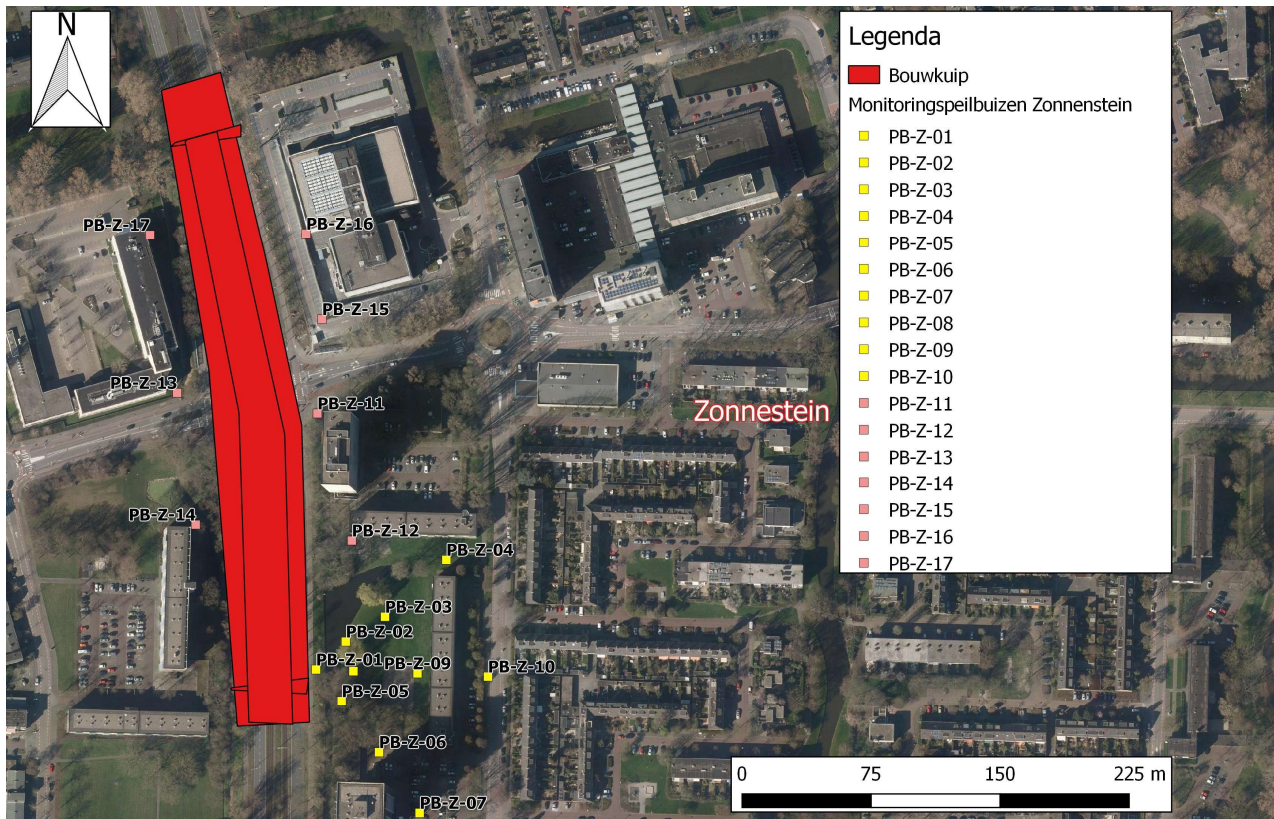 N
Legenda
Bouwkuip
Monitoringspeilbuizen Zonnenstein
PB-Z-01
PB-Z-02
PB-Z-03
PB-Z-04
PB-Z-05
PB-Z-06
PB-Z-07
PB-Z-08
PB-Z-09
PB-Z-10
PB-Z-11
PB-Z-12
PB-Z-13
PB-Z-14
PB-Z-15
PB-Z-16
PB-Z-17
PB-Z-17
PB-Z-16
PB-Z-15
PB-Z-13
PB-Z-11
Zonnestein
PB-Z-14
PB-Z-12
PB-Z-04
PB-Z-03
PB-Z-02
PB-Z-01
PB-Z-09
PB-Z-10
PB-Z-05
PB-Z-06
PB-Z-07
0 75 150 225 m